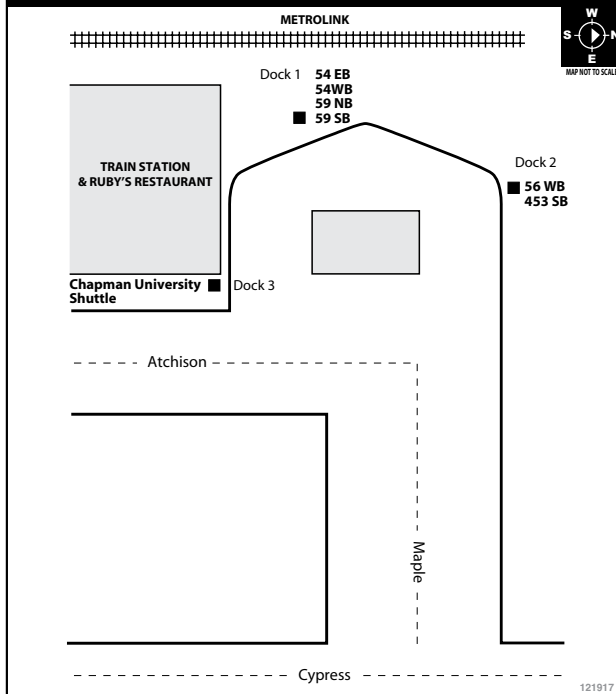 METROLINK
W
S
N
E
MAP NOT TO SCALE
Dock 1 54 EB
54WB
59 NB
59 SB
TRAIN STATION
& RUBY'S RESTAURANT
Dock 2
56 WB
453 SB
Chapman University
Shuttle
Dock 3
Atchison
Maple
Cypress
121917